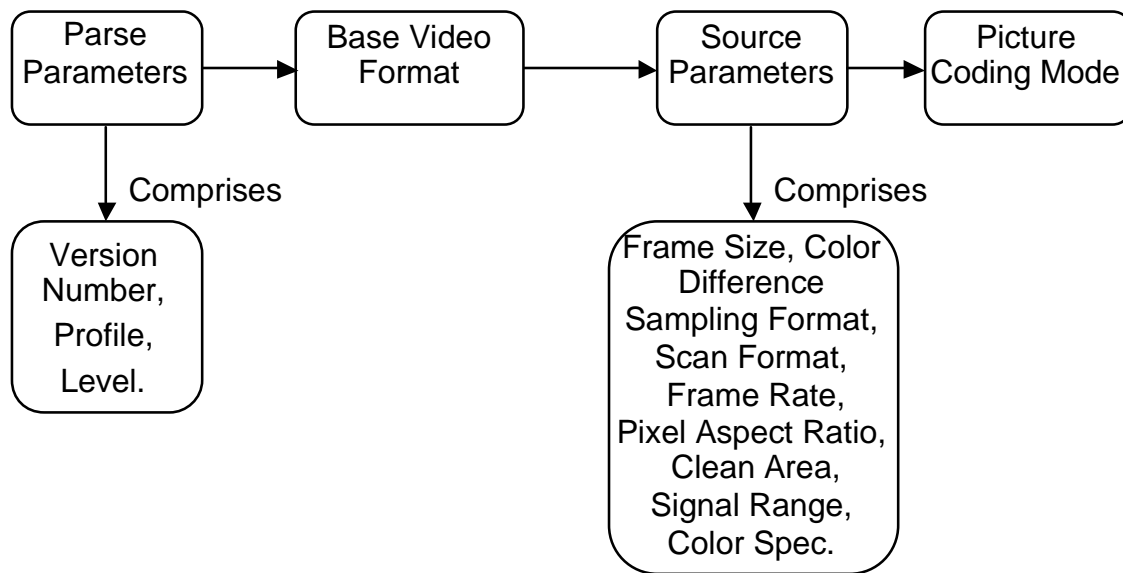 Parse
Parameters
Base Video
Format
Source
Parameters
Picture
Coding Mode
Comprises
Version
Number,
Profile,
Level.
Comprises
Frame Size, Color
Difference
Sampling Format,
Scan Format,
Frame Rate,
Pixel Aspect Ratio,
Clean Area,
Signal Range,
Color Spec.